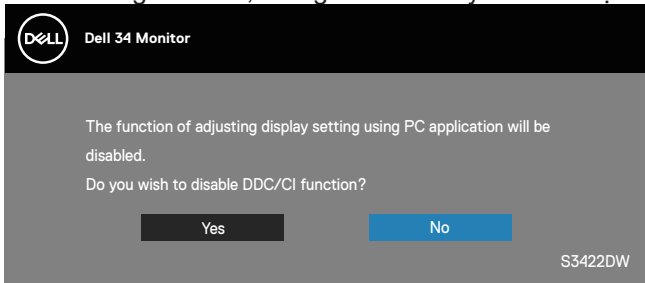 DELL
Dell 34 Monitor
The function of adjusting display setting using PC application will be
disabled.
Do you wish to disable DDC/CI function?
Yes
No
S3422DW